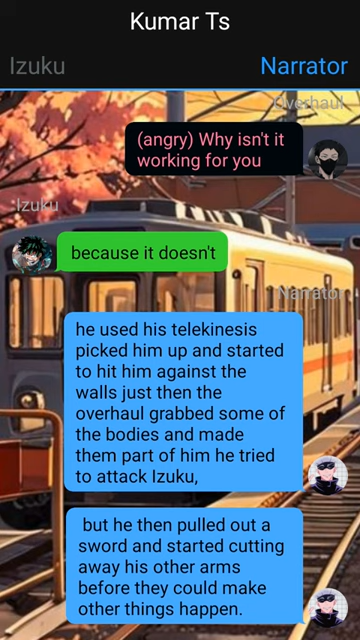 Kumar Ts
Izuku
Narrator
Overhaul
(angry) Why isn't it
working for you
Izuku
because it doesn't
Narrator
he used his telekinesis
picked him up and started
to hit him against the
walls just then the
overhaul grabbed some of
the bodies and made
them part of him he tried
to attack Izuku,
but he then pulled out a
sword and started cutting
away his other arms
before they could make
other things happen.